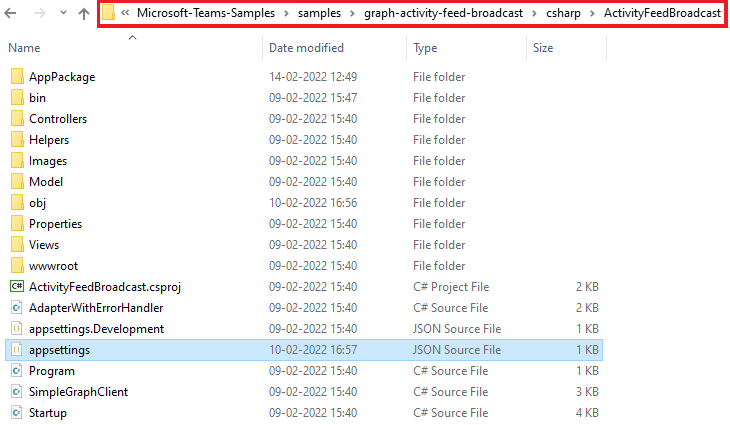 « Microsoft-Teams-Samples > samples > graph-activity-feed-broadcast > csharp > ActivityFeedBroadcast
Name Date modified Type Size
AppPackage 14-02-2022 12:49 File folder
bin 09-02-2022 15:47 File folder
Controllers 09-02-2022 15:40 File folder
Helpers 09-02-2022 15:40 File folder
Images 09-02-2022 15:40 File folder
Model 09-02-2022 15:40 File folder
obj 10-02-2022 16:56 File folder
Properties 09-02-2022 15:40 File folder
Views 09-02-2022 15:40 File folder
wwwroot 09-02-2022 15:40 File folder
ActivityFeedBroadcast.csproj 09-02-2022 15:40 C# Project File 2 KB
AdapterWithErrorHandler 09-02-2022 15:40 C# Source File 2 KB
appsettings.Development 09-02-2022 15:40 JSON Source File 1 KB
appsettings 10-02-2022 16:57 JSON Source File 1 KB
Program 09-02-2022 15:40 C# Source File 1 KB
SimpleGraphClient 09-02-2022 15:40 C# Source File 3 KB
Startup 09-02-2022 15:40 C# Source File 4 KB